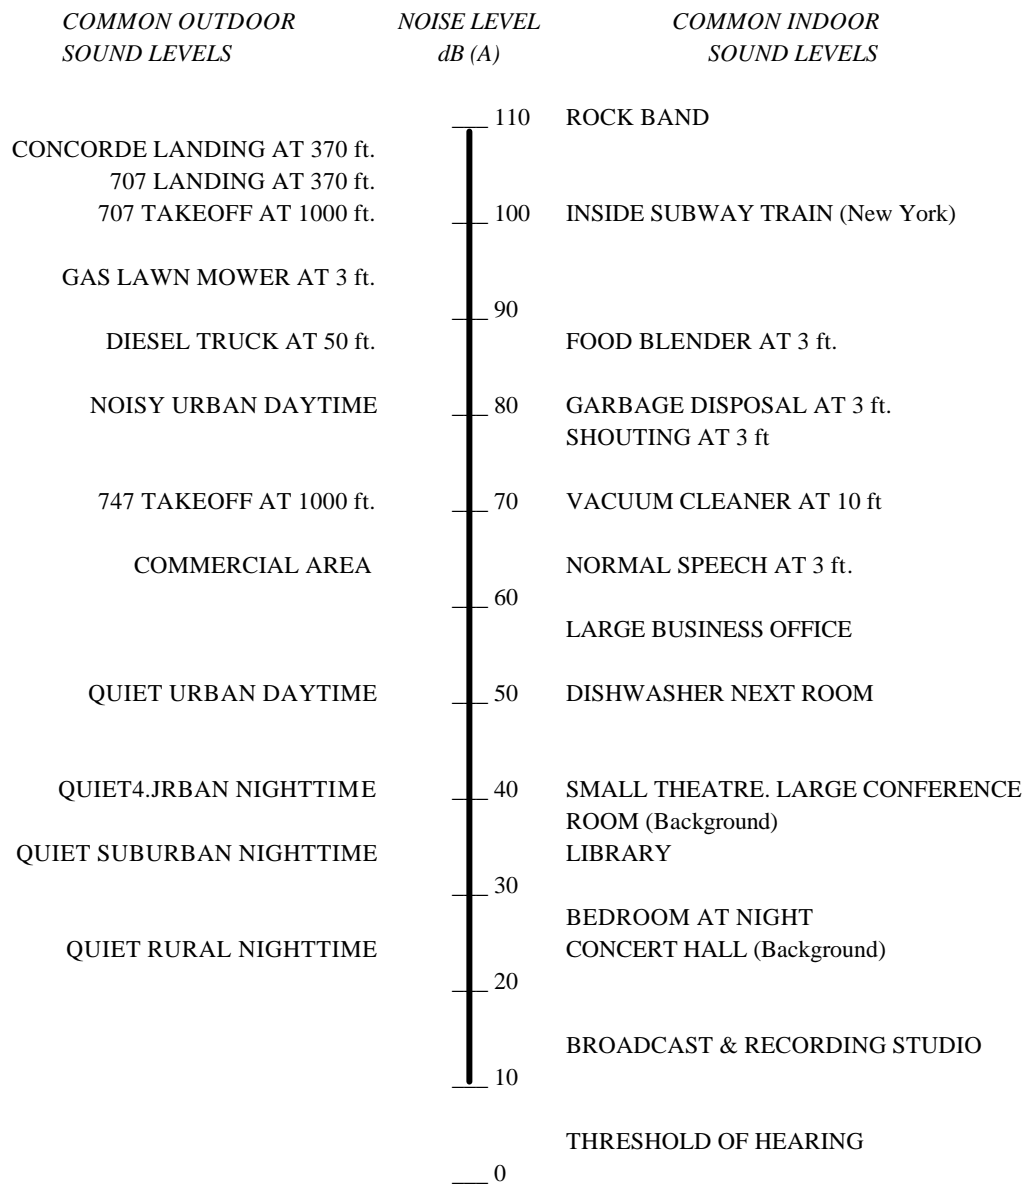 COMMON OUTDOOR NOISE LEVEL COMMON INDOOR
SOUND LEVELS dB (A) SOUND LEVELS
110 ROCK BAND
CONCORDE LANDING AT 370 ft.
707 LANDING AT 370 ft.
707 TAKEOFF AT 1000 ft. 100 INSIDE SUBWAY TRAIN (New York)
GAS LAWN MOWER AT 3 ft.
90
DIESEL TRUCK AT 50 ft. FOOD BLENDER AT 3 ft.
NOISY URBAN DAYTIME 80 GARBAGE DISPOSAL AT 3 ft.
SHOUTING AT 3 ft
747 TAKEOFF AT 1000 ft. 70 VACUUM CLEANER AT 10 ft
COMMERCIAL AREA NORMAL SPEECH AT 3 ft.
60
LARGE BUSINESS OFFICE
QUIET URBAN DAYTIME 50 DISHWASHER NEXT ROOM
QUIET4.JRBAN NIGHTTIME 40 SMALL THEATRE. LARGE CONFERENCE
ROOM (Background)
QUIET SUBURBAN NIGHTTIME LIBRARY
30
BEDROOM AT NIGHT
QUIET RURAL NIGHTTIME CONCERT HALL (Background)
20
BROADCAST & RECORDING STUDIO
10
THRESHOLD OF HEARING
0